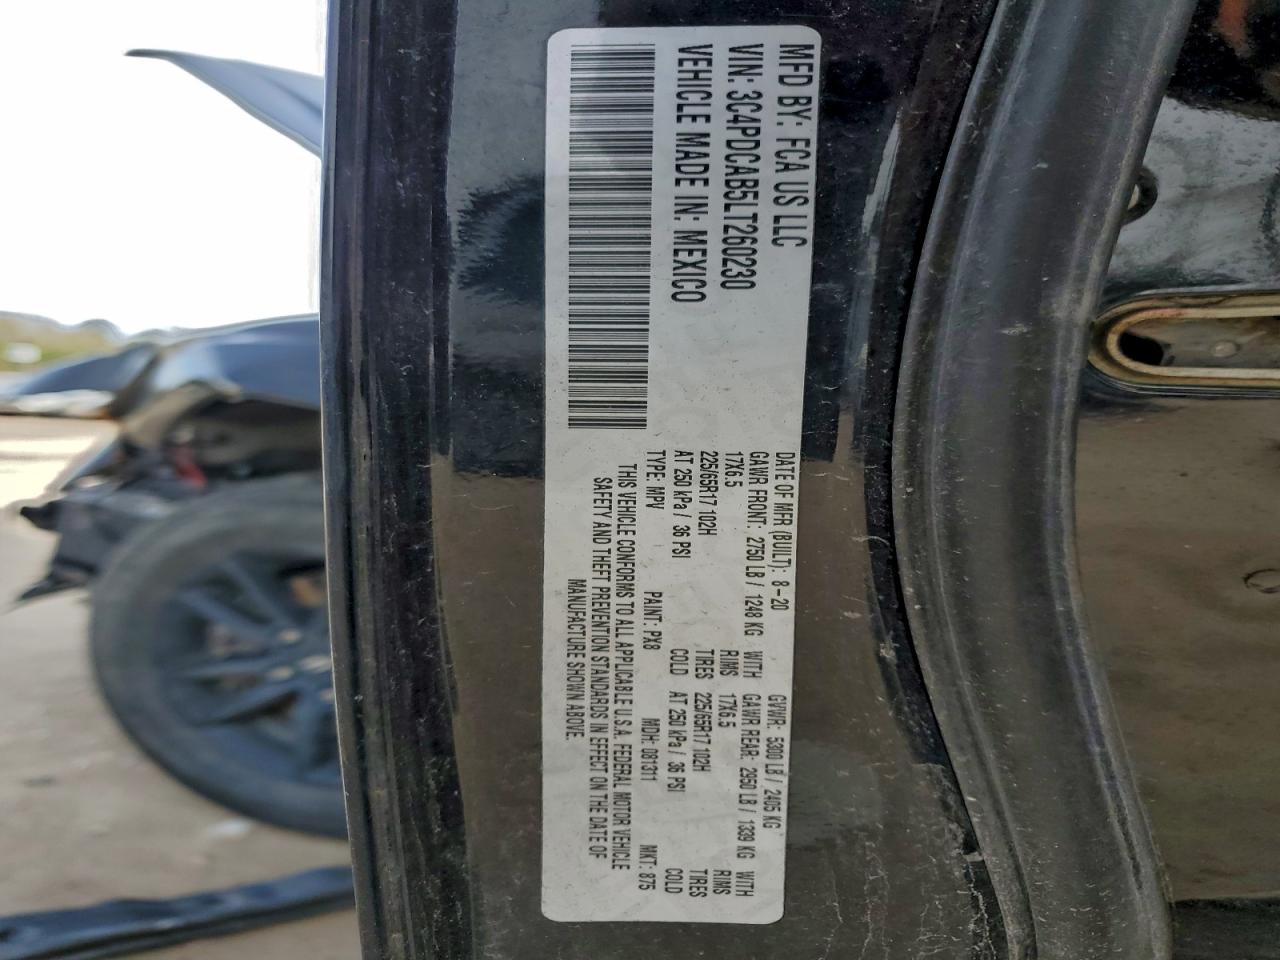 MFD BY: FCA US LLC
VIN: 3C4PDCAB5LT260230
VEHICLE MADE IN: MEXICO
DATE OF MFR (BUILT): 8-20 GVWR: 5300 LB / 2405 KG
GAWR FRONT: 2750 LB / 1248 KG WITH GAWR REAR: 2950 LB / 1339 KG WITH
17X6.5 RIMS 17X6.5 RIMS
225/65R17 102H TIRES 225/65R17 102H TIRES
AT 250 kPa / 36 PSI COLD AT 250 kPa / 36 PSI COLD
TYPE: MPV PAINT: PX8 MDH: 081311 MKT: 875
THIS VEHICLE CONFORMS TO ALL APPLICABLE U.S.A. FEDERAL MOTOR VEHICLE
SAFETY AND THEFT PREVENTION STANDARDS IN EFFECT ON THE DATE OF
MANUFACTURE SHOWN ABOVE.